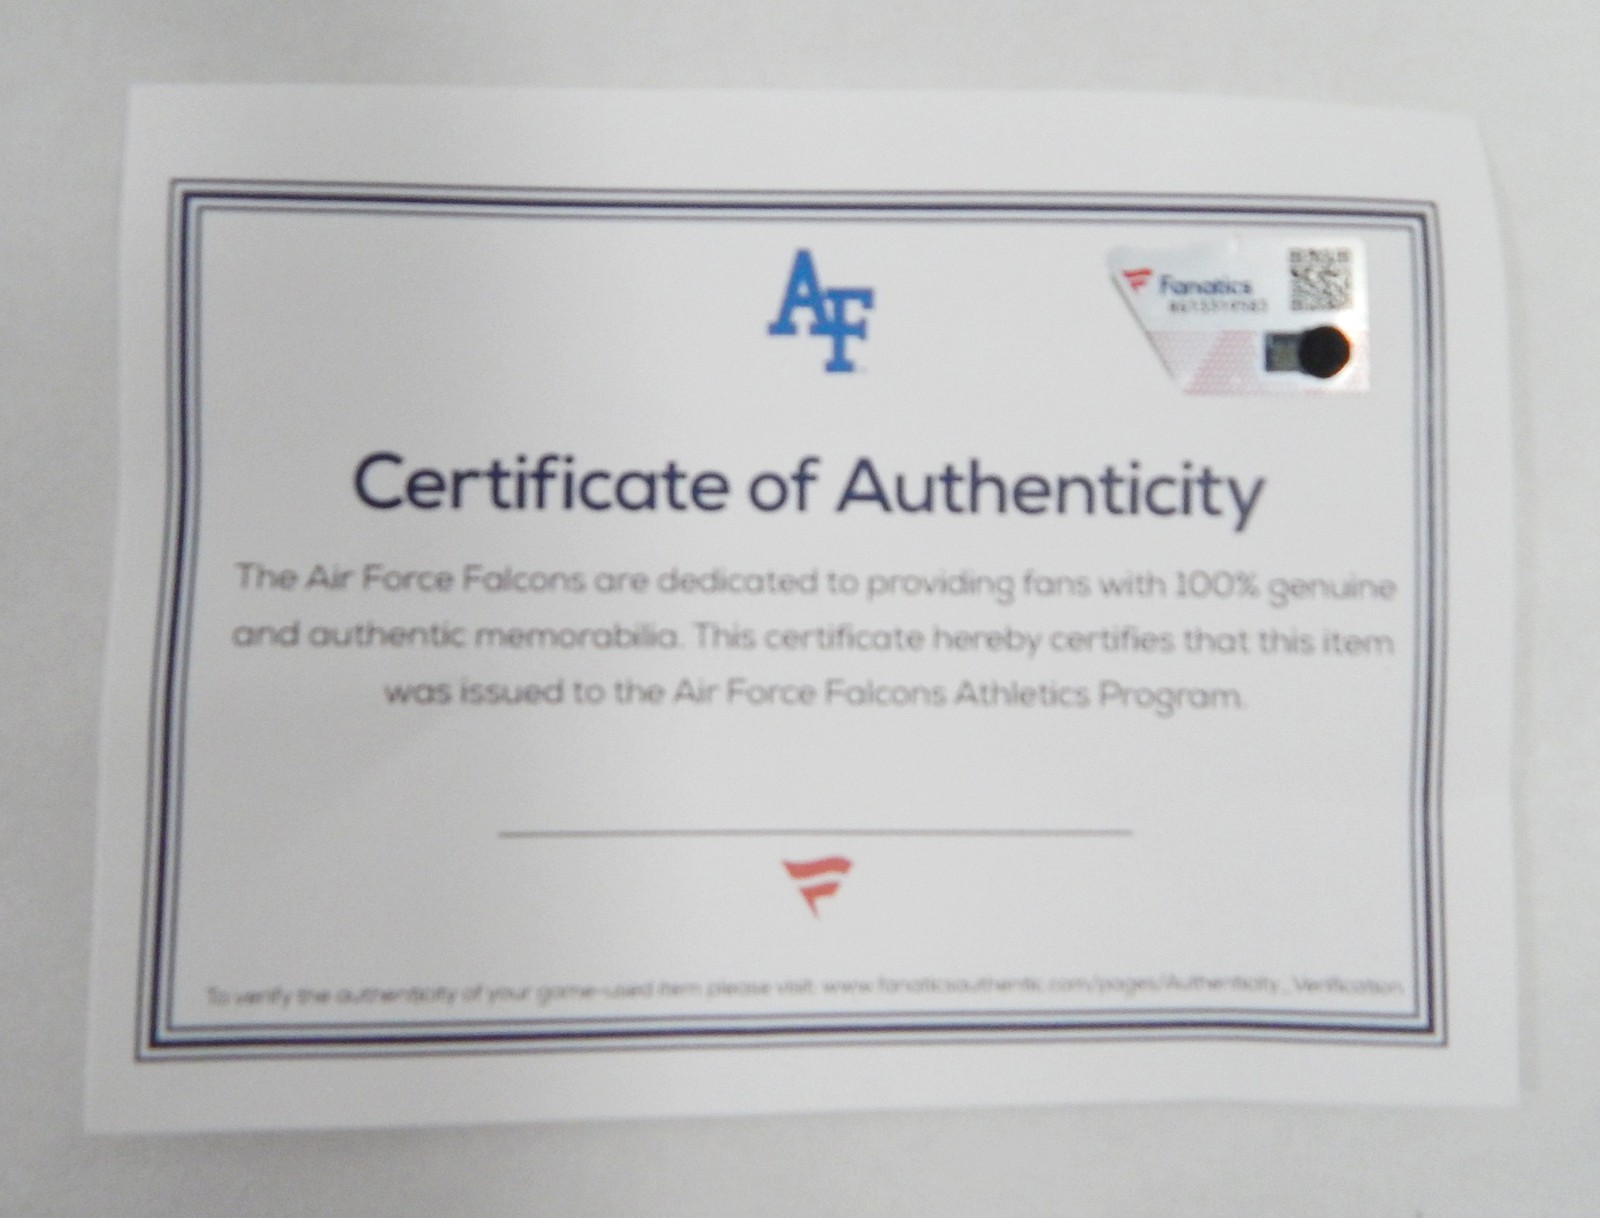 AF
Fanatics
Certificate of Authenticity
The Air Force Falcons are dedicated to providing fans with 100% genuine
and authentic memorabilia. This certificate hereby certifies that this item
was issued to the Air Force Falcons Athletics Program.
To verify the authenticity of your game-used item please visit: www.fanaticsauthentic.com/pages/Authenticity_Verification